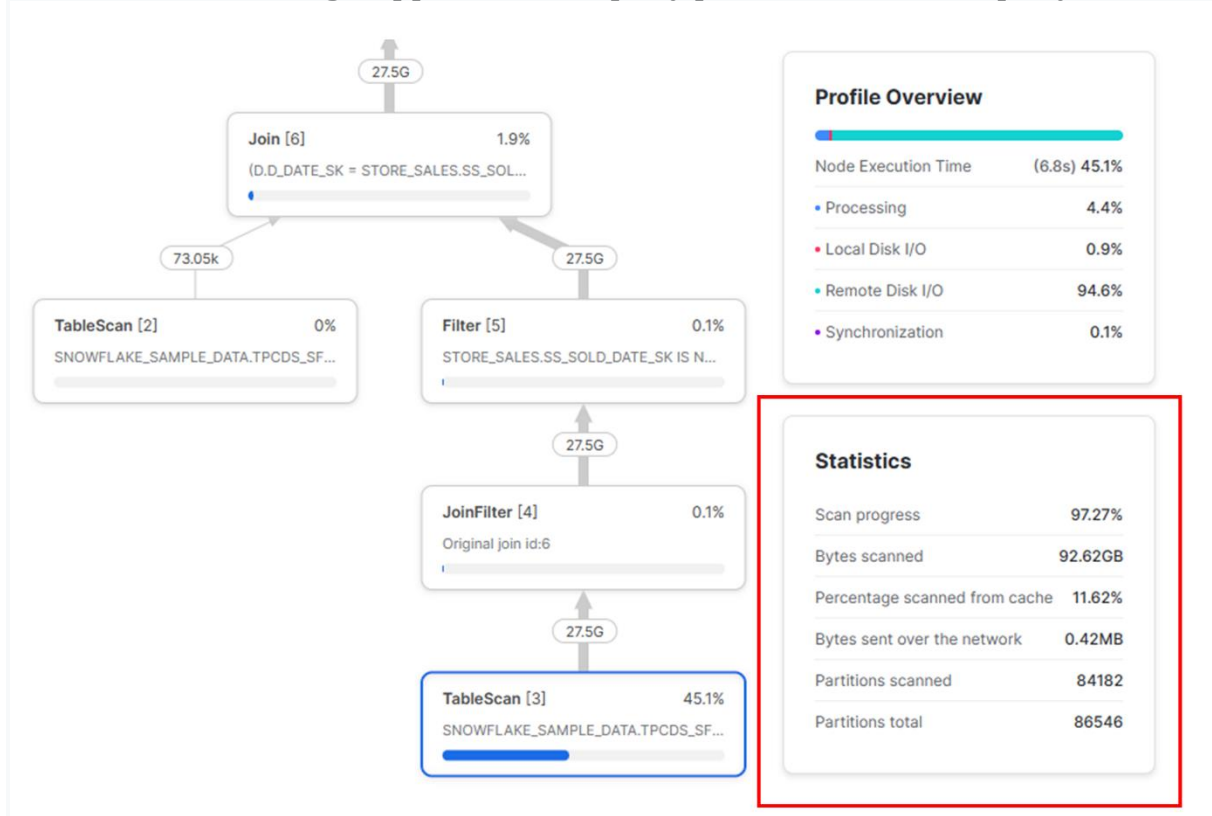 27.5G
Join [6] 1.9%
(D.D_DATE_SK = STORE_SALES.SS_SOL...
73.05k
27.5G
TableScan [2] 0%
SNOWFLAKE_SAMPLE_DATA.TPCDS_SF...
Filter [5] 0.1%
STORE_SALES.SS_SOLD_DATE_SK IS N...
27.5G
JoinFilter [4] 0.1%
Original join id:6
27.5G
TableScan [3] 45.1%
SNOWFLAKE_SAMPLE_DATA.TPCDS_SF...
Profile Overview
Node Execution Time (6.8s) 45.1%
• Processing 4.4%
• Local Disk I/O 0.9%
• Remote Disk I/O 94.6%
• Synchronization 0.1%
Statistics
Scan progress 97.27%
Bytes scanned 92.62GB
Percentage scanned from cache 11.62%
Bytes sent over the network 0.42MB
Partitions scanned 84182
Partitions total 86546